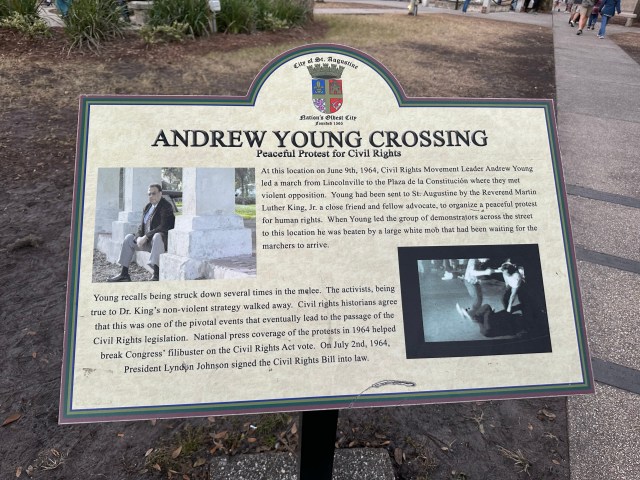 City of St. Augustine
Nation's Oldest City
Founded 1565
ANDREW YOUNG CROSSING
Peaceful Protest for Civil Rights
At this location on June 9th, 1964, Civil Rights Movement Leader Andrew Young
led a march from Lincolnville to the Plaza de la Constitución where they met
violent opposition. Young had been sent to St. Augustine by the Reverend Martin
Luther King, Jr. a close friend and fellow advocate, to organize a peaceful protest
for human rights. When Young led the group of demonstrators across the street
to this location he was beaten by a large white mob that had been waiting for the
marchers to arrive.
Young recalls being struck down several times in the melee. The activists, being
true to Dr. King's non-violent strategy walked away. Civil rights historians agree
that this was one of the pivotal events that eventually lead to the passage of the
Civil Rights legislation. National press coverage of the protests in 1964 helped
break Congress' filibuster on the Civil Rights Act vote. On July 2nd, 1964,
President Lyndon Johnson signed the Civil Rights Bill into law.